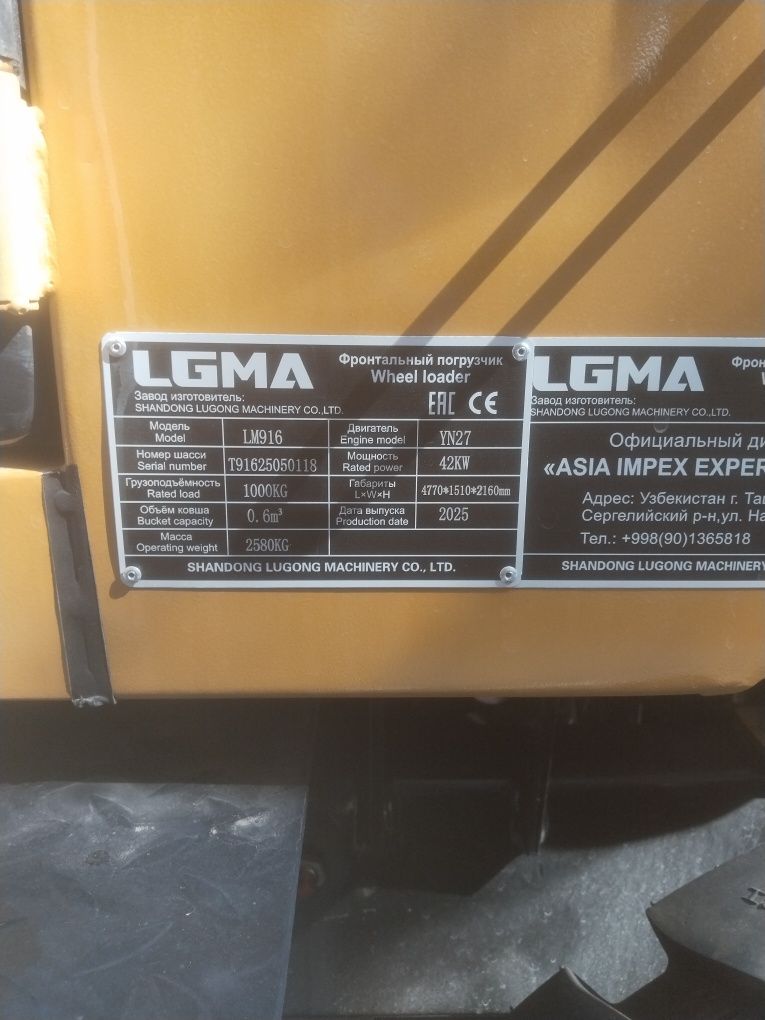 LGMA
Фронтальный погрузчик
Wheel loader
Завод изготовитель:
SHANDONG LUGONG MACHINERY CO.,LTD.
EAC CE
Модель
Model
LM916
Двигатель
Engine model
YN27
Номер шасси
Serial number
T91625050118
Мощность
Rated power
42KW
Грузоподъёмность
Rated load
1000KG
Габариты
L×W×H
4770*1510*2160mm
Объём ковша
Bucket capacity
0.6m³
Дата выпуска
Production date
2025
Масса
Operating weight
2580KG
SHANDONG LUGONG MACHINERY CO., LTD.
LGMA
Фрон
Завод изготовитель:
SHANDONG LUGONG MACHINERY CO.,LTD.
Официальный ди
«ASIA IMPEX EXPER
Адрес: Узбекистан г. Та
Сергелийский р-н,ул. На
Тел.: +998(90)1365818
SHANDONG LUGONG MACHINERY